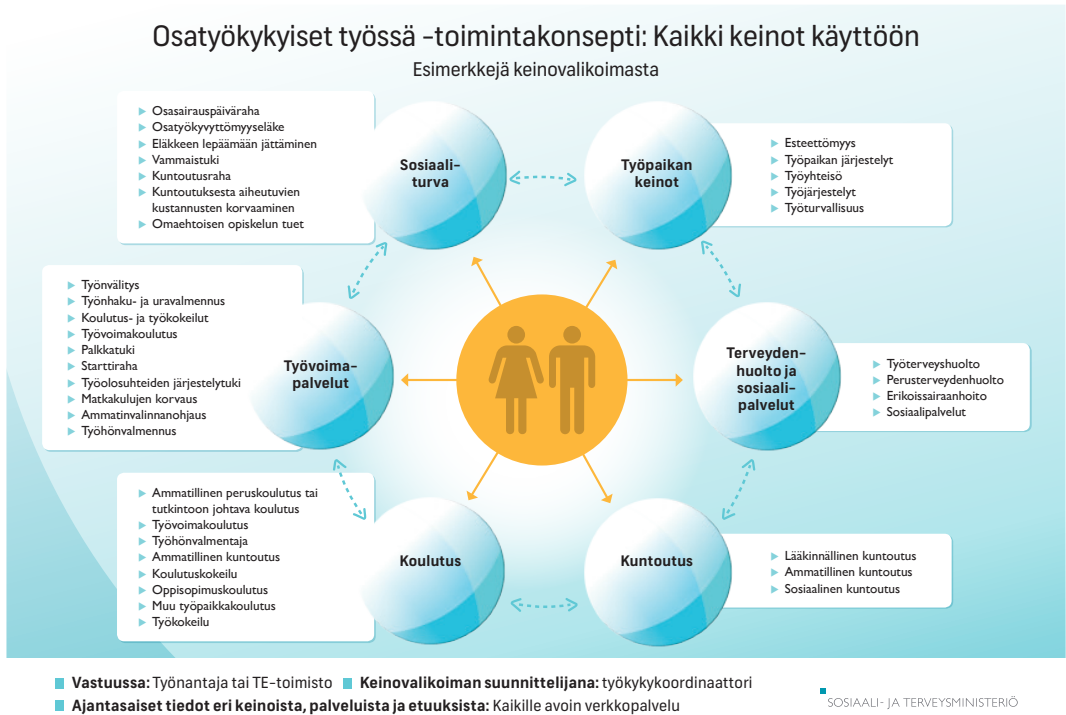 Osatyökykyiset työssä -toimintakonsepti: Kaikki keinot käyttöön
Esimerkkejä keinovalikoimasta
Osasairauspäiväraha
Osatyökyvyttömyyseläke
Eläkkeen lepäämään jättäminen
Vammaistuki
Kuntoutusraha
Kuntoutuksesta aiheutuvien
kustannusten korvaaminen
Omaehtoisen opiskelun tuet
Sosiaali-
turva
Työpaikan
keinot
Esteettömyys
Työpaikan järjestelyt
Työyhteisö
Työjärjestelyt
Työturvallisuus
Työnvälitys
Työnhaku- ja uravalmennus
Koulutus- ja työkokeilut
Työvoimakoulutus
Palkkatuki
Starttiraha
Työolosuhteiden järjestelytuki
Matkakulujen korvaus
Ammatinvalinnanohjaus
Työhönvalmennus
Työvoima-
palvelut
Terveyden-
huolto ja
sosiaali-
palvelut
Työterveyshuolto
Perusterveydenhuolto
Erikoissairaanhoito
Sosiaalipalvelut
Ammatillinen peruskoulutus tai
tutkintoon johtava koulutus
Työvoimakoulutus
Työhönvalmentaja
Ammatillinen kuntoutus
Koulutuskokeilu
Oppisopimuskoulutus
Muu työpaikkakoulutus
Työkokeilu
Koulutus
Kuntoutus
Lääkinnällinen kuntoutus
Ammatillinen kuntoutus
Sosiaalinen kuntoutus
Vastuussa: Työnantaja tai TE-toimisto Keinovalikoiman suunnittelijana: työkykykoordinaattori
Ajantasaiset tiedot eri keinoista, palveluista ja etuuksista: Kaikille avoin verkkopalvelu
SOSIAALI- JA TERVEYSMINISTERIÖ